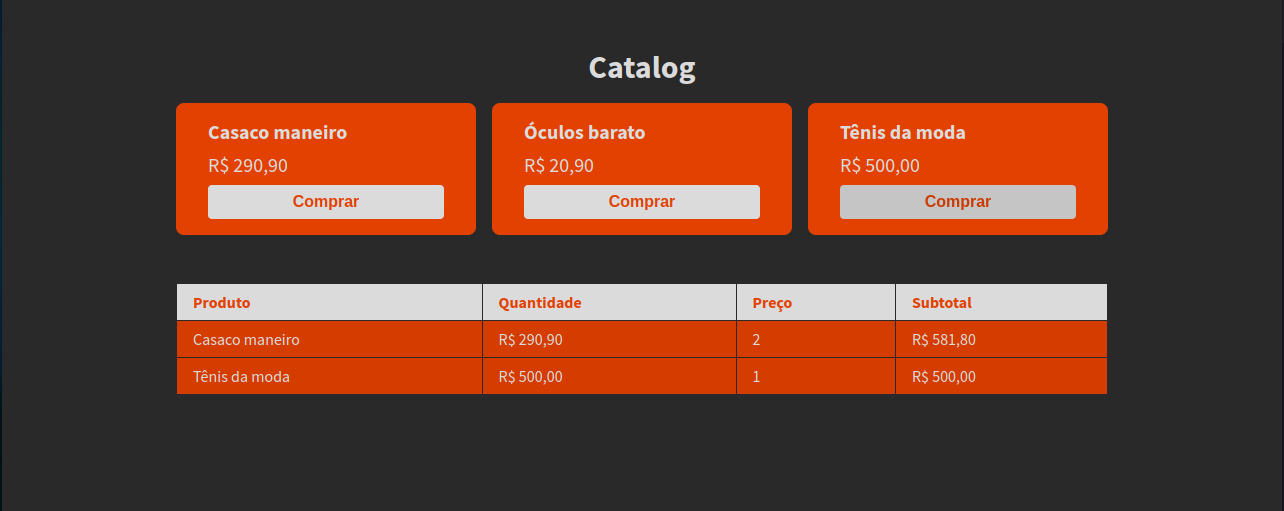 Catalog
Casaco maneiro
R$ 290,90
Comprar
Óculos barato
R$ 20,90
Comprar
Tênis da moda
R$ 500,00
Comprar
Produto Quantidade Preço Subtotal
Casaco maneiro R$ 290,90 2 R$ 581,80
Tênis da moda R$ 500,00 1 R$ 500,00